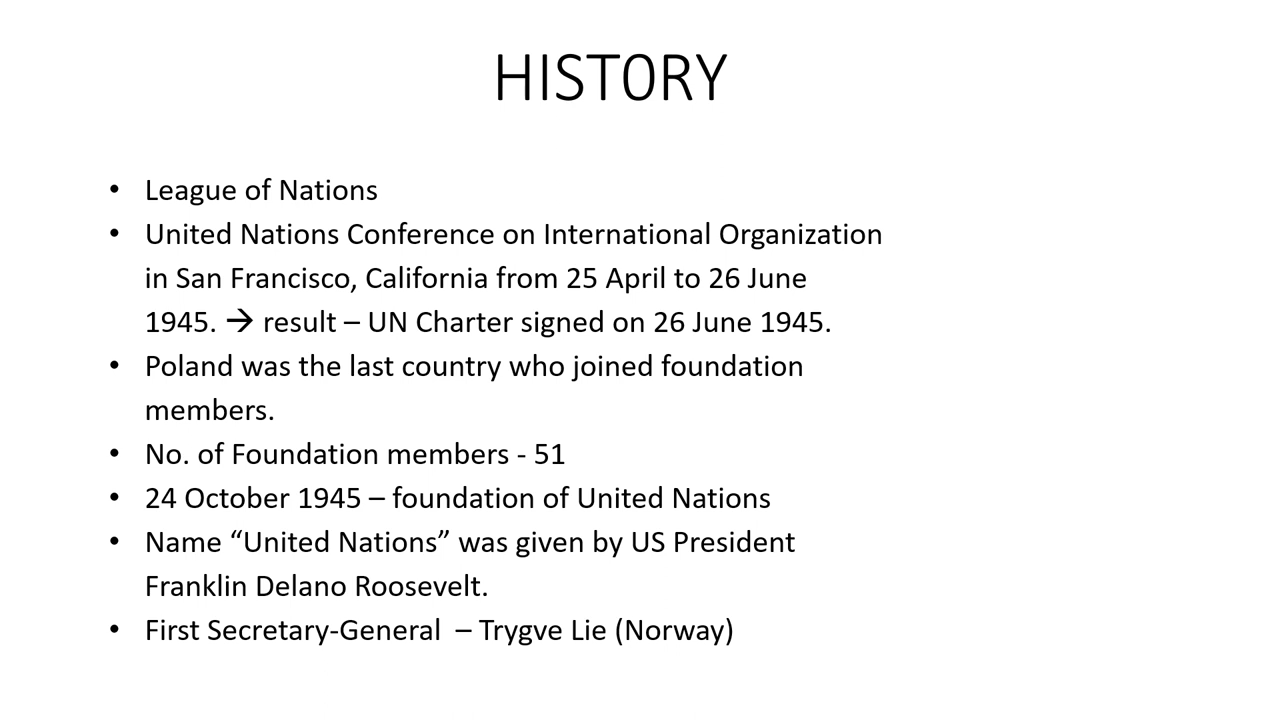 HISTORY
• League of Nations
• United Nations Conference on International Organization
in San Francisco, California from 25 April to 26 June
1945. → result – UN Charter signed on 26 June 1945.
• Poland was the last country who joined foundation
members.
• No. of Foundation members - 51
• 24 October 1945 – foundation of United Nations
• Name “United Nations” was given by US President
Franklin Delano Roosevelt.
• First Secretary-General  – Trygve Lie (Norway)